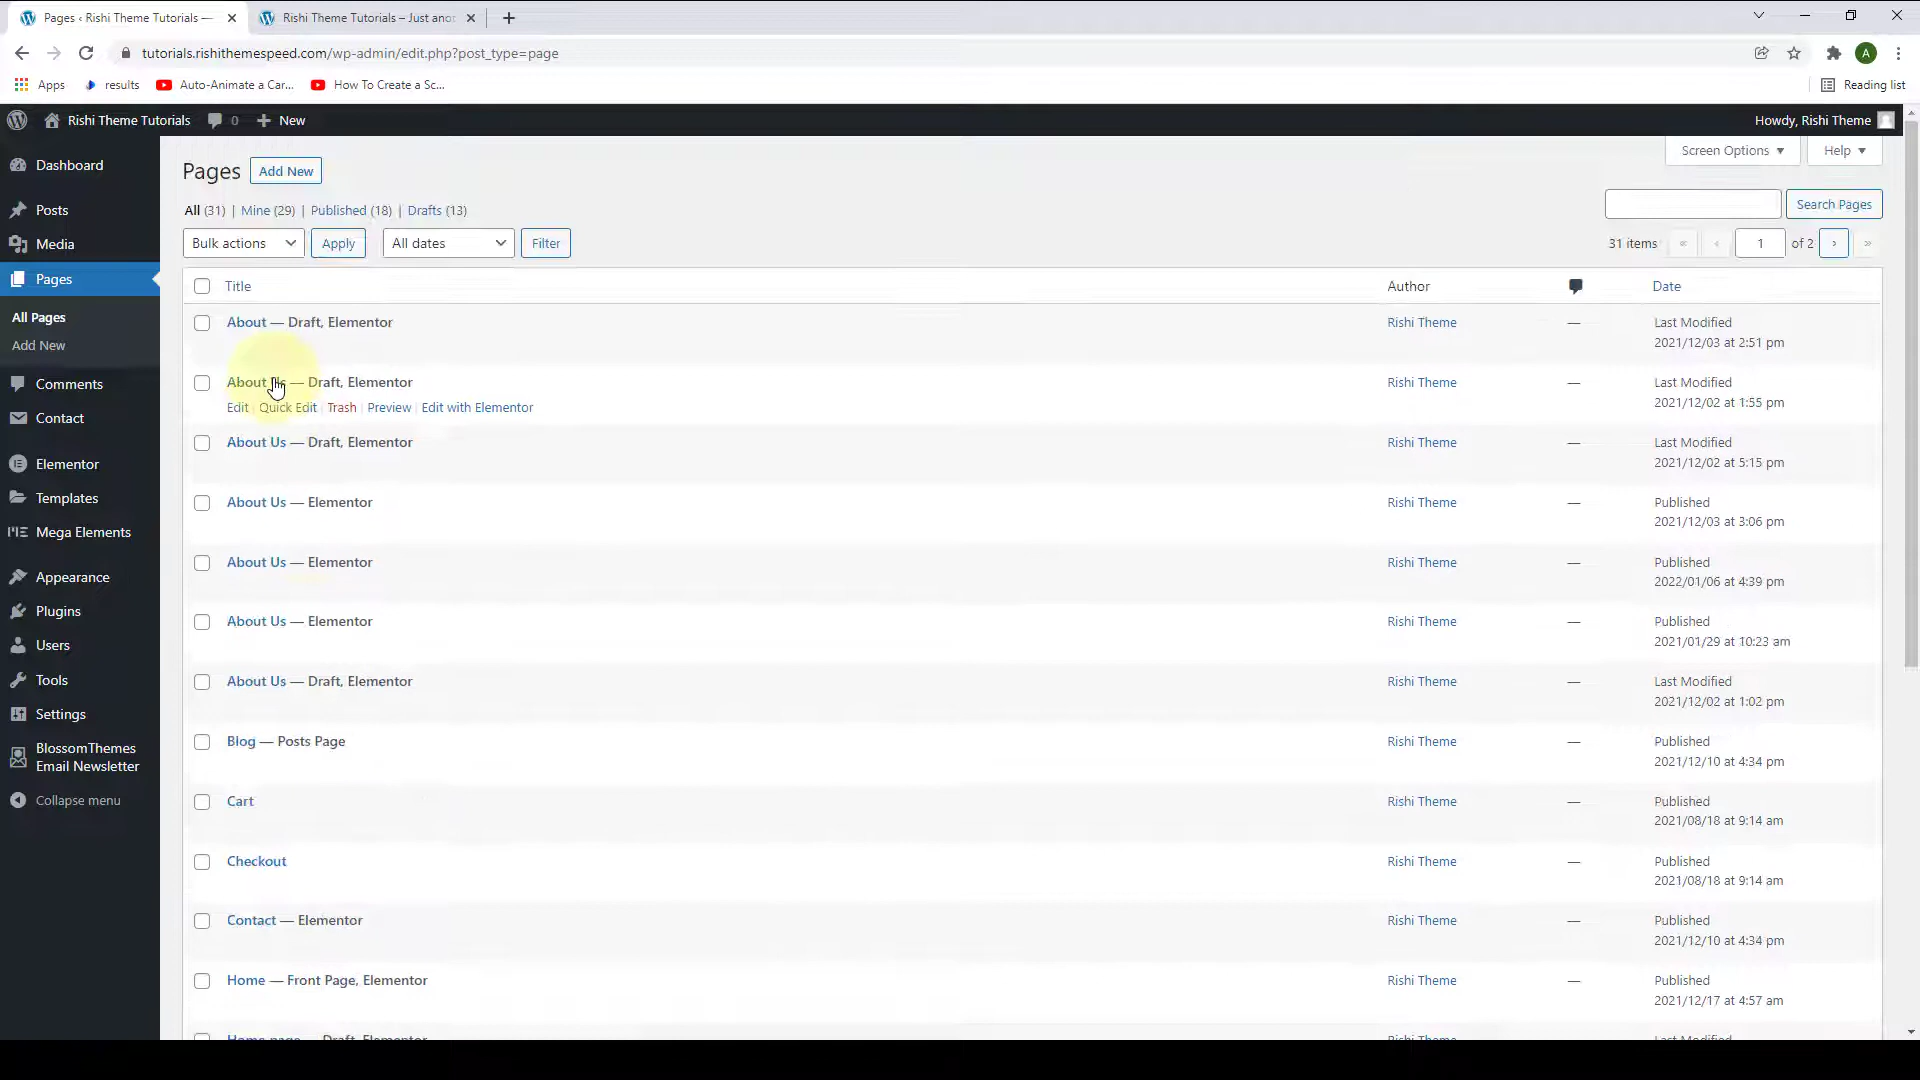 Pages ‹ Rishi Theme Tutorials —
Rishi Theme Tutorials – Just ano
tutorials.rishithemespeed.com/wp-admin/edit.php?post_type=page
A
Apps
results
Auto-Animate a Car...
How To Create a Sc...
Reading list
Rishi Theme Tutorials
0
New
Howdy, Rishi Theme
Dashboard
Posts
Media
Pages
All Pages
Add New
Comments
Contact
Elementor
Templates
Mega Elements
Appearance
Plugins
Users
Tools
Settings
BlossomThemes
Email Newsletter
Collapse menu
Screen Options
Help
Pages
Add New
All (31) | Mine (29) | Published (18) | Drafts (13)
Search Pages
Bulk actions
Apply
All dates
Filter
31 items « ‹ 1 of 2 › »
Title
Author
Date
About — Draft, Elementor
Rishi Theme
—
Last Modified
2021/12/03 at 2:51 pm
About Us — Draft, Elementor
Edit | Quick Edit | Trash | Preview | Edit with Elementor
Rishi Theme
—
Last Modified
2021/12/02 at 1:55 pm
About Us — Draft, Elementor
Rishi Theme
—
Last Modified
2021/12/02 at 5:15 pm
About Us — Elementor
Rishi Theme
—
Published
2021/12/03 at 3:06 pm
About Us — Elementor
Rishi Theme
—
Published
2022/01/06 at 4:39 pm
About Us — Elementor
Rishi Theme
—
Published
2021/01/29 at 10:23 am
About Us — Draft, Elementor
Rishi Theme
—
Last Modified
2021/12/02 at 1:02 pm
Blog — Posts Page
Rishi Theme
—
Published
2021/12/10 at 4:34 pm
Cart
Rishi Theme
—
Published
2021/08/18 at 9:14 am
Checkout
Rishi Theme
—
Published
2021/08/18 at 9:14 am
Contact — Elementor
Rishi Theme
—
Published
2021/12/10 at 4:34 pm
Home — Front Page, Elementor
Rishi Theme
—
Published
2021/12/17 at 4:57 am
Home page — Draft, Elementor
Rishi Theme
Last Modified